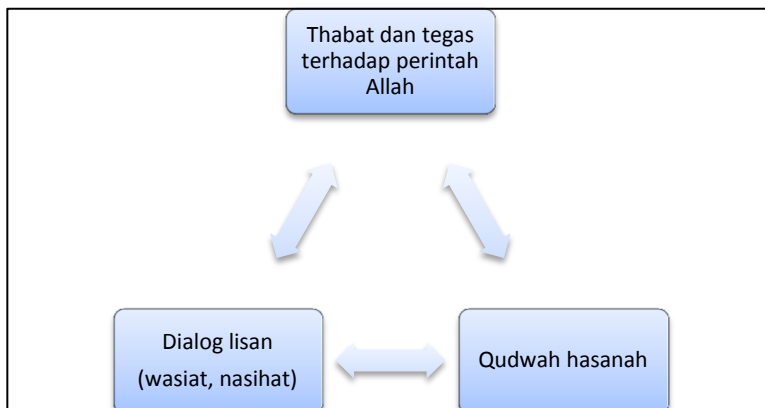 Thabat dan tegas
terhadap perintah
Allah
Dialog lisan
(wasiat, nasihat)
Qudwah hasanah